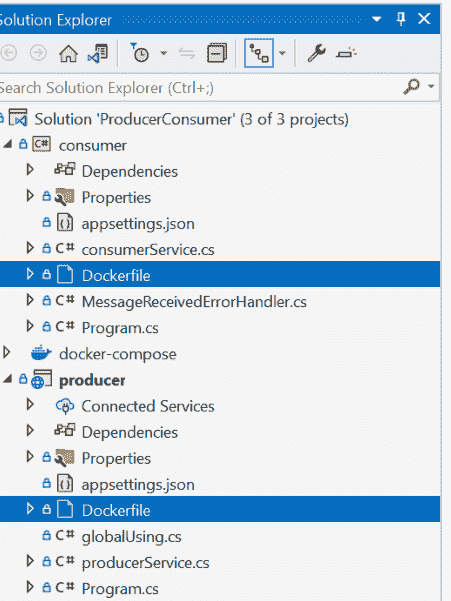 Solution Explorer
Search Solution Explorer (Ctrl+;)
Solution 'ProducerConsumer' (3 of 3 projects)
C# consumer
Dependencies
Properties
appsettings.json
C# consumerService.cs
Dockerfile
C# MessageReceivedErrorHandler.cs
C# Program.cs
docker-compose
producer
Connected Services
Dependencies
Properties
appsettings.json
Dockerfile
C# globalUsing.cs
C# producerService.cs
C# Program.cs